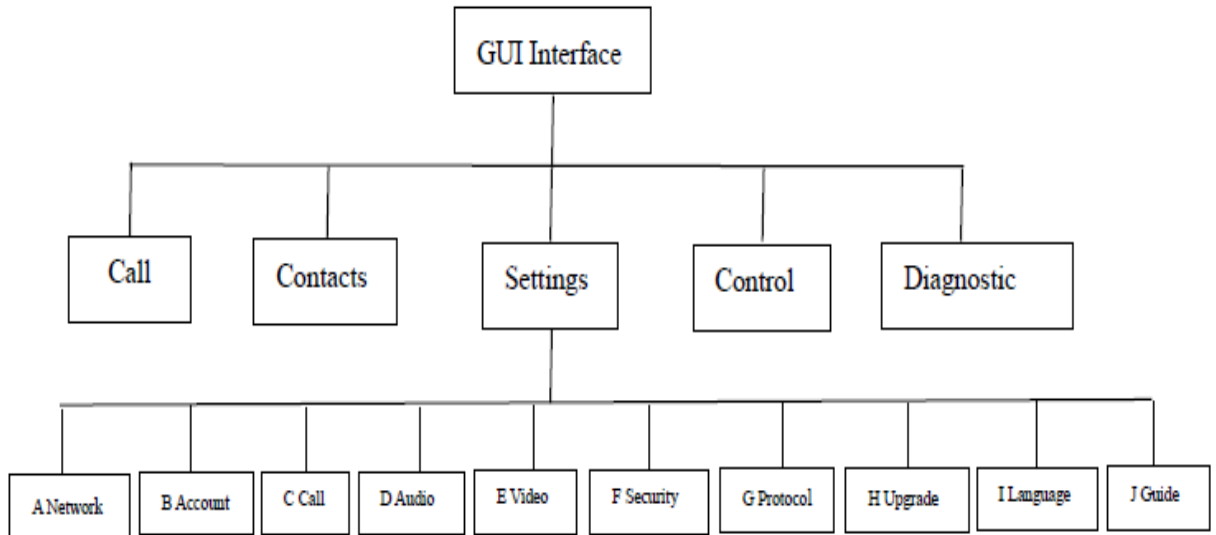 GUI Interface
Call
Contacts
Settings
Control
Diagnostic
A Network
B Account
C Call
D Audio
E Video
F Security
G Protocol
H Upgrade
I Language
J Guide